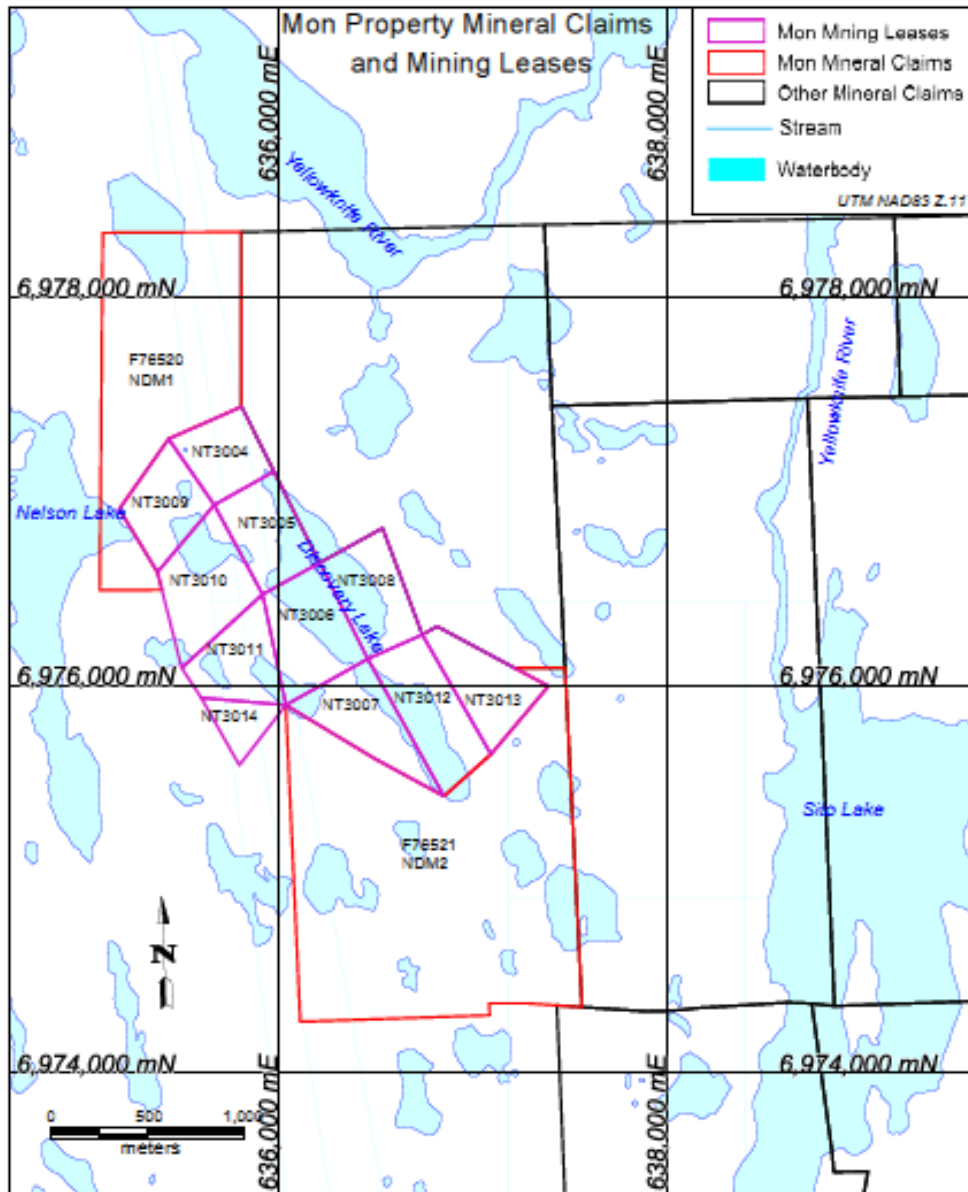 Mon Property Mineral Claims
and Mining Leases
Mon Mining Leases
Mon Mineral Claims
Other Mineral Claims
Stream
Waterbody
UTM NAD83 Z.11
636,000 mE
638,000 mE
Yellowknife River
6,978,000 mN
6,978,000 mN
F76520
NDM1
Yellowknife River
NT3004
NT3009
Nelson Lake
NT3005
Discovery Lake
NT3008
NT3010
NT3006
NT3011
6,976,000 mN
6,976,000 mN
NT3014
NT3007
NT3012
NT3013
Sito Lake
F76521
NDM2
N
6,974,000 mN
6,974,000 mN
636,000 mE
638,000 mE
0 500 1,000
meters